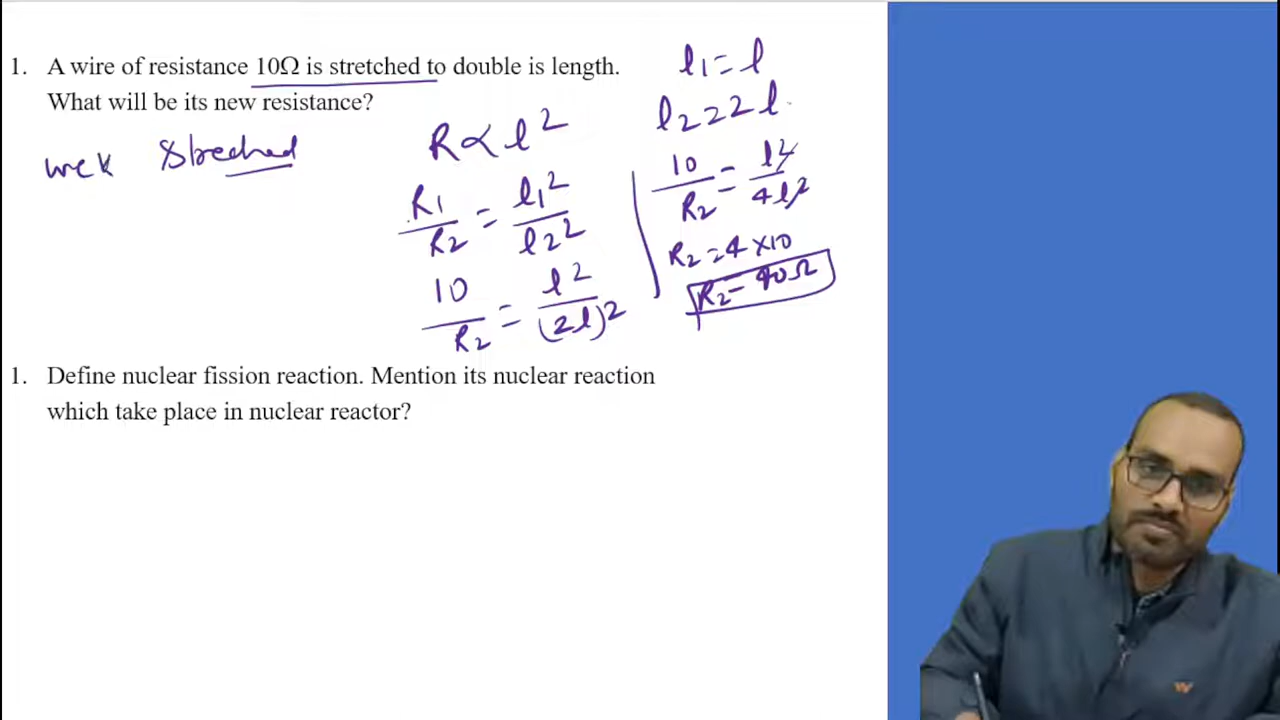 1. A wire of resistance 10Ω is stretched to double is length.
What will be its new resistance?
l₁ = l
l₂ = 2l
wck Streched
R ∝ l²
R₁/R₂ = l₁²/l₂²
10/R₂ = l²/(2l)²
10/R₂ = l²/4l²
R₂ = 4 × 10
R₂ = 40Ω
1. Define nuclear fission reaction. Mention its nuclear reaction
which take place in nuclear reactor?